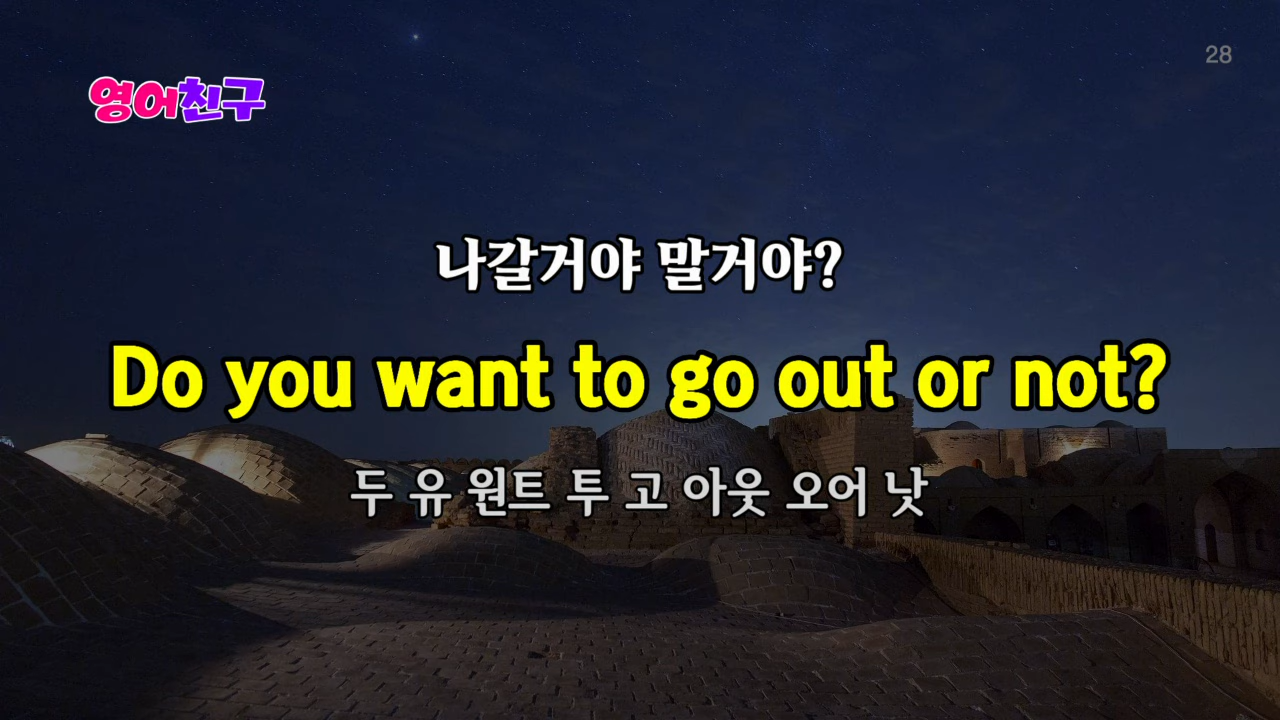 28
영어친구
나갈거야 말거야?
Do you want to go out or not?
두 유 원트 투 고 아웃 오어 낫